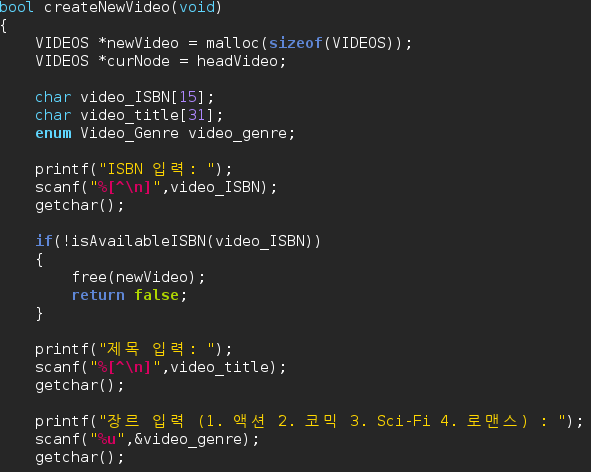 bool createNewVideo(void)
{
    VIDEOS *newVideo = malloc(sizeof(VIDEOS));
    VIDEOS *curNode = headVideo;

    char video_ISBN[15];
    char video_title[31];
    enum Video_Genre video_genre;

    printf("ISBN 입력: ");
    scanf("%[^\n]",video_ISBN);
    getchar();

    if(!isAvailableISBN(video_ISBN))
    {
        free(newVideo);
        return false;
    }

    printf("제목 입력: ");
    scanf("%[^\n]",video_title);
    getchar();

    printf("장르 입력 (1. 액션 2. 코믹 3. Sci-Fi 4. 로맨스) : ");
    scanf("%u",&video_genre);
    getchar();